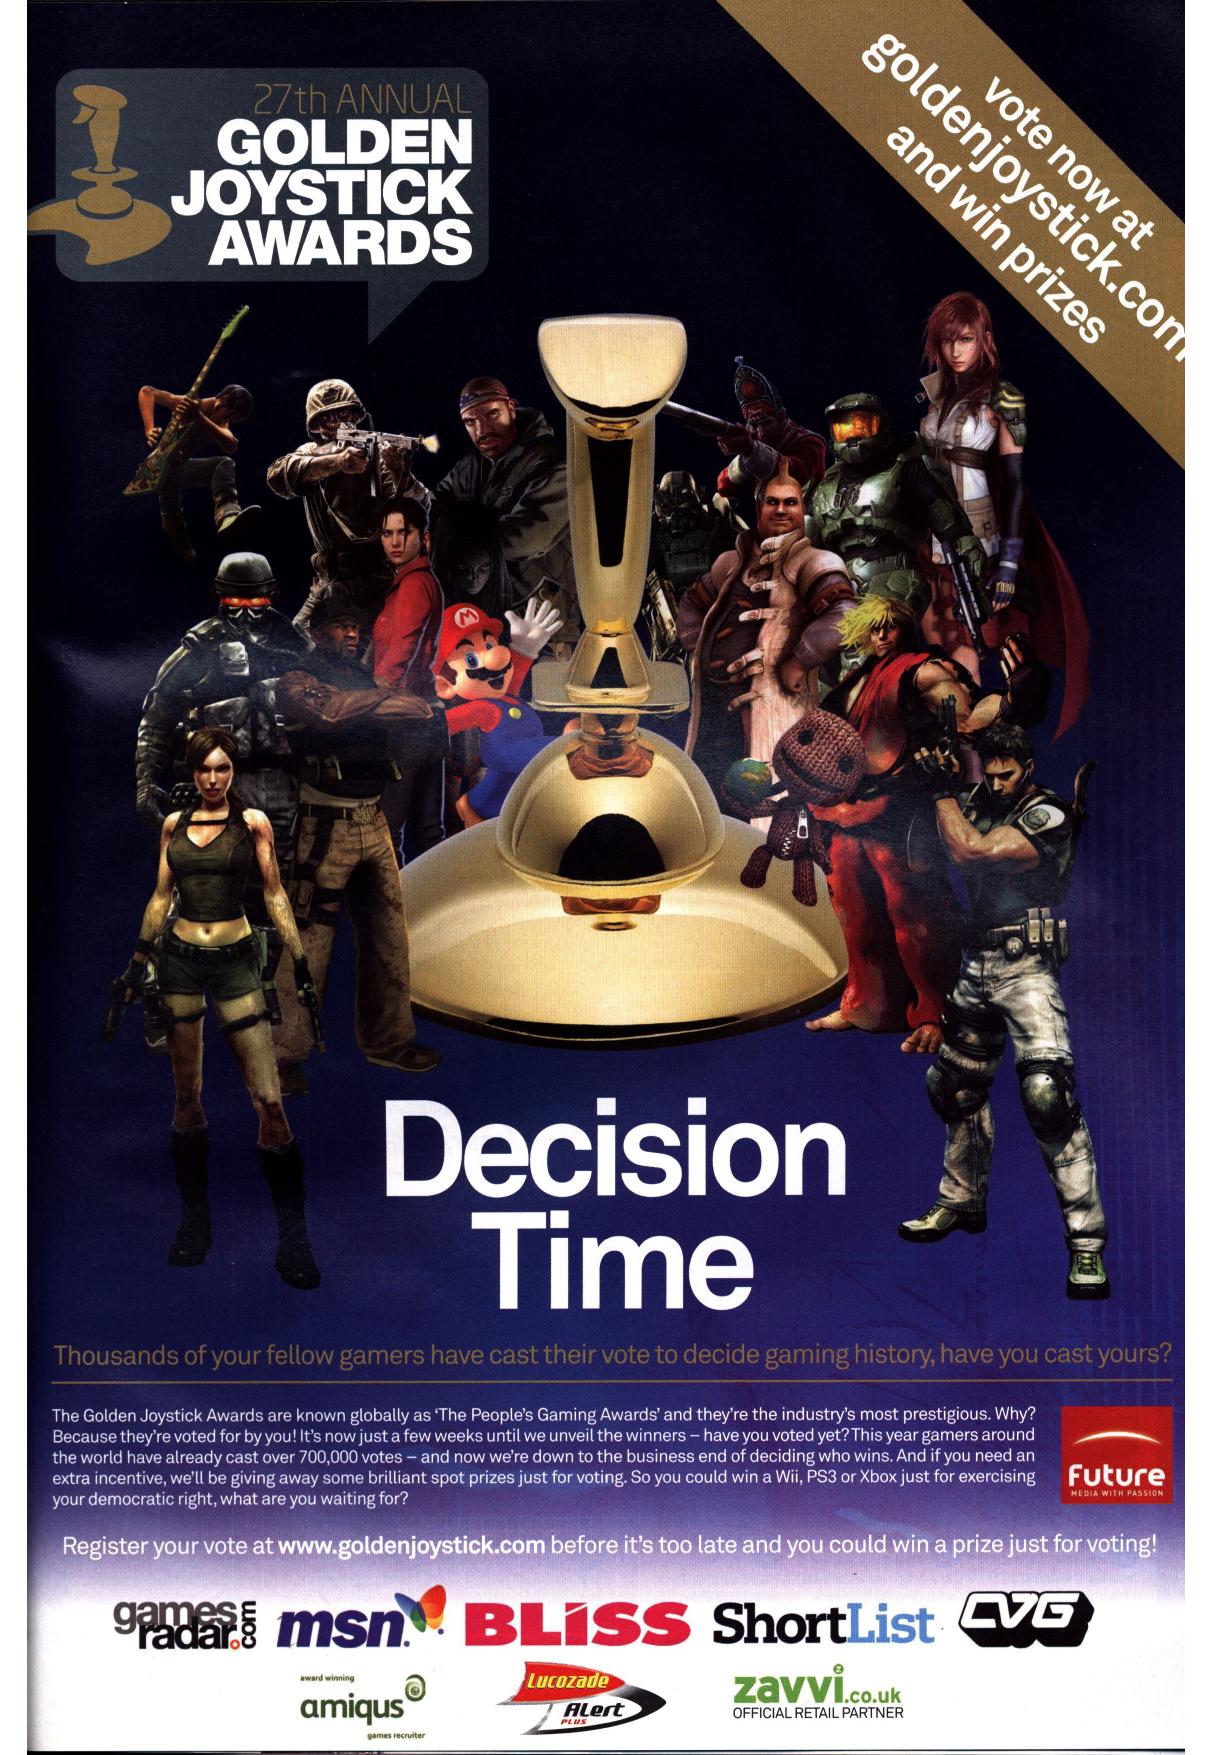 27th ANNUAL
GOLDEN
JOYSTICK
AWARDS
vote now at
goldenjoystick.com
and win prizes
M
Decision
Time
Thousands of your fellow gamers have cast their vote to decide gaming history, have you cast yours?
The Golden Joystick Awards are known globally as ‘The People’s Gaming Awards’ and they’re the industry’s most prestigious. Why?
Because they’re voted for by you! It’s now just a few weeks until we unveil the winners – have you voted yet? This year gamers around
the world have already cast over 700,000 votes – and now we’re down to the business end of deciding who wins. And if you need an
extra incentive, we’ll be giving away some brilliant spot prizes just for voting. So you could win a Wii, PS3 or Xbox just for exercising
your democratic right, what are you waiting for?
Future
MEDIA WITH PASSION
Register your vote at www.goldenjoystick.com before it’s too late and you could win a prize just for voting!
games
radar.com
msn
BLiSS
ShortList
CVG
award winning
amiqus
games recruiter
Lucozade
ALert
PLUS
zavvi.co.uk
z
OFFICIAL RETAIL PARTNER